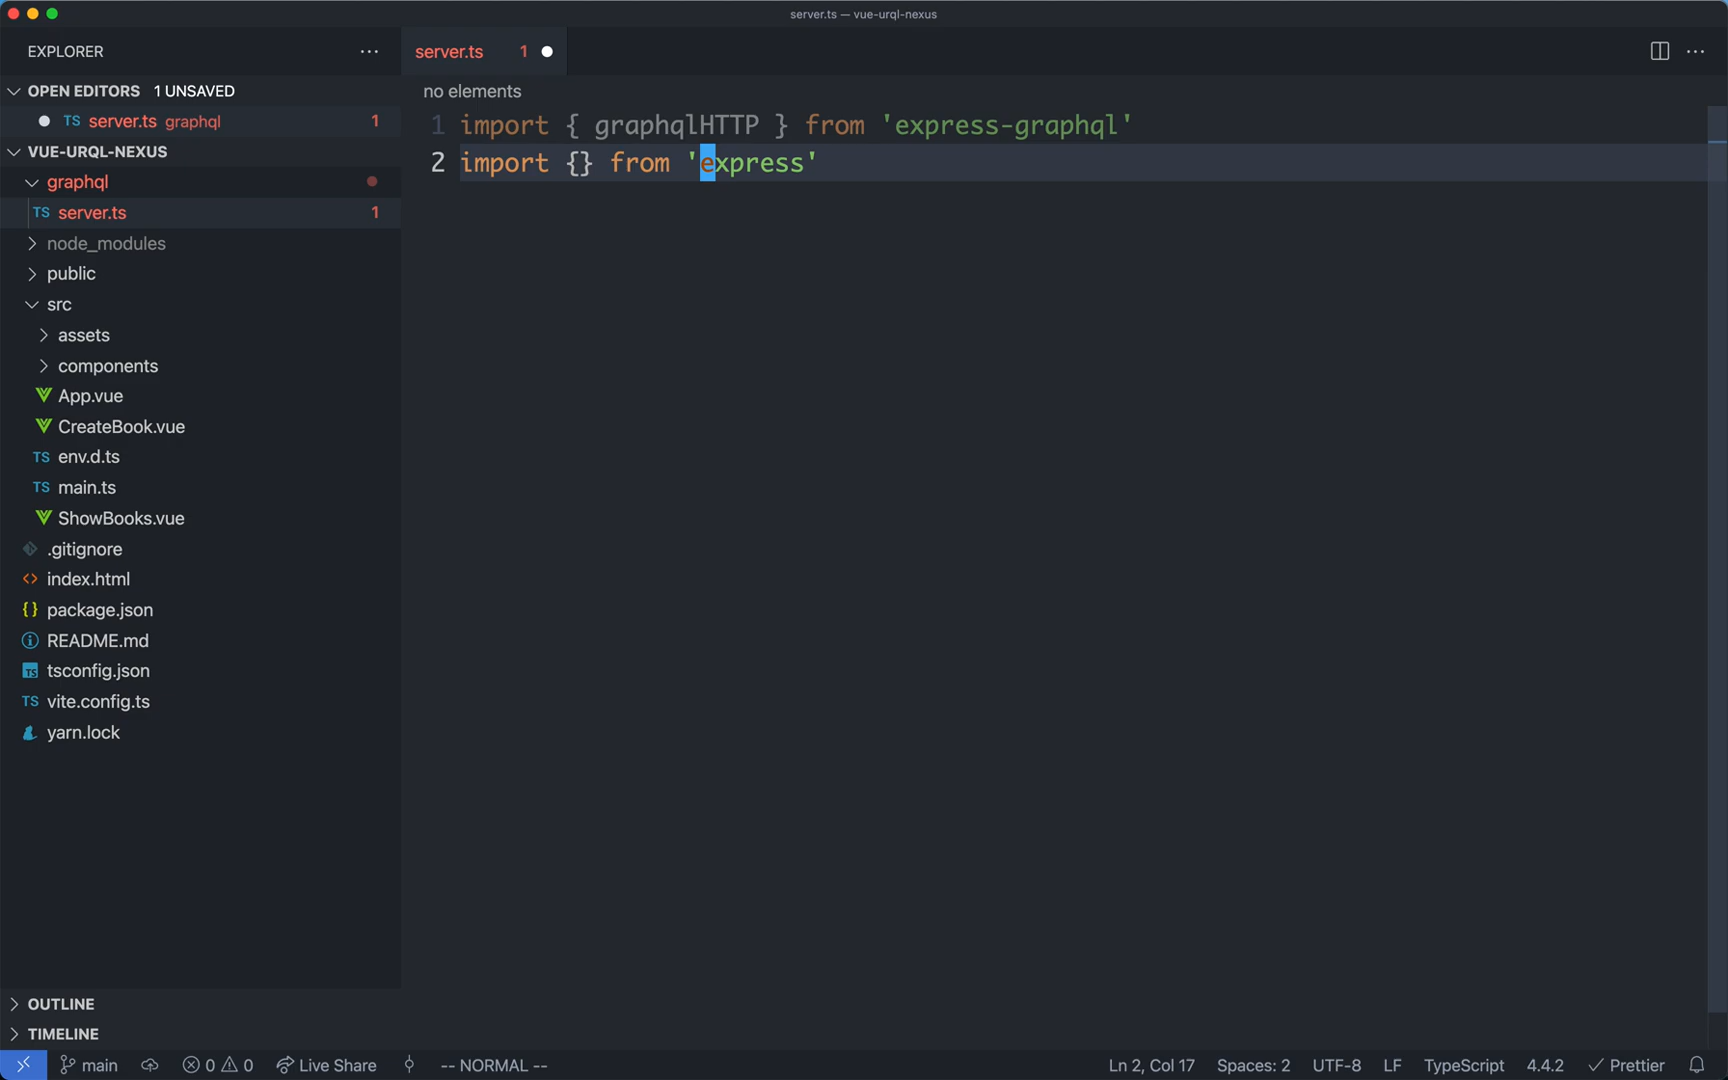 server.ts — vue-urql-nexus
EXPLORER
server.ts 1
OPEN EDITORS 1 UNSAVED
no elements
TS server.ts graphql 1
1 import { graphqlHTTP } from 'express-graphql'
VUE-URQL-NEXUS
2 import {} from 'express'
graphql
TS server.ts 1
node_modules
public
src
assets
components
App.vue
CreateBook.vue
TS env.d.ts
TS main.ts
ShowBooks.vue
.gitignore
<> index.html
{} package.json
README.md
TS tsconfig.json
TS vite.config.ts
yarn.lock
OUTLINE
TIMELINE
main 0 0 Live Share -- NORMAL -- Ln 2, Col 17 Spaces: 2 UTF-8 LF TypeScript 4.4.2 Prettier